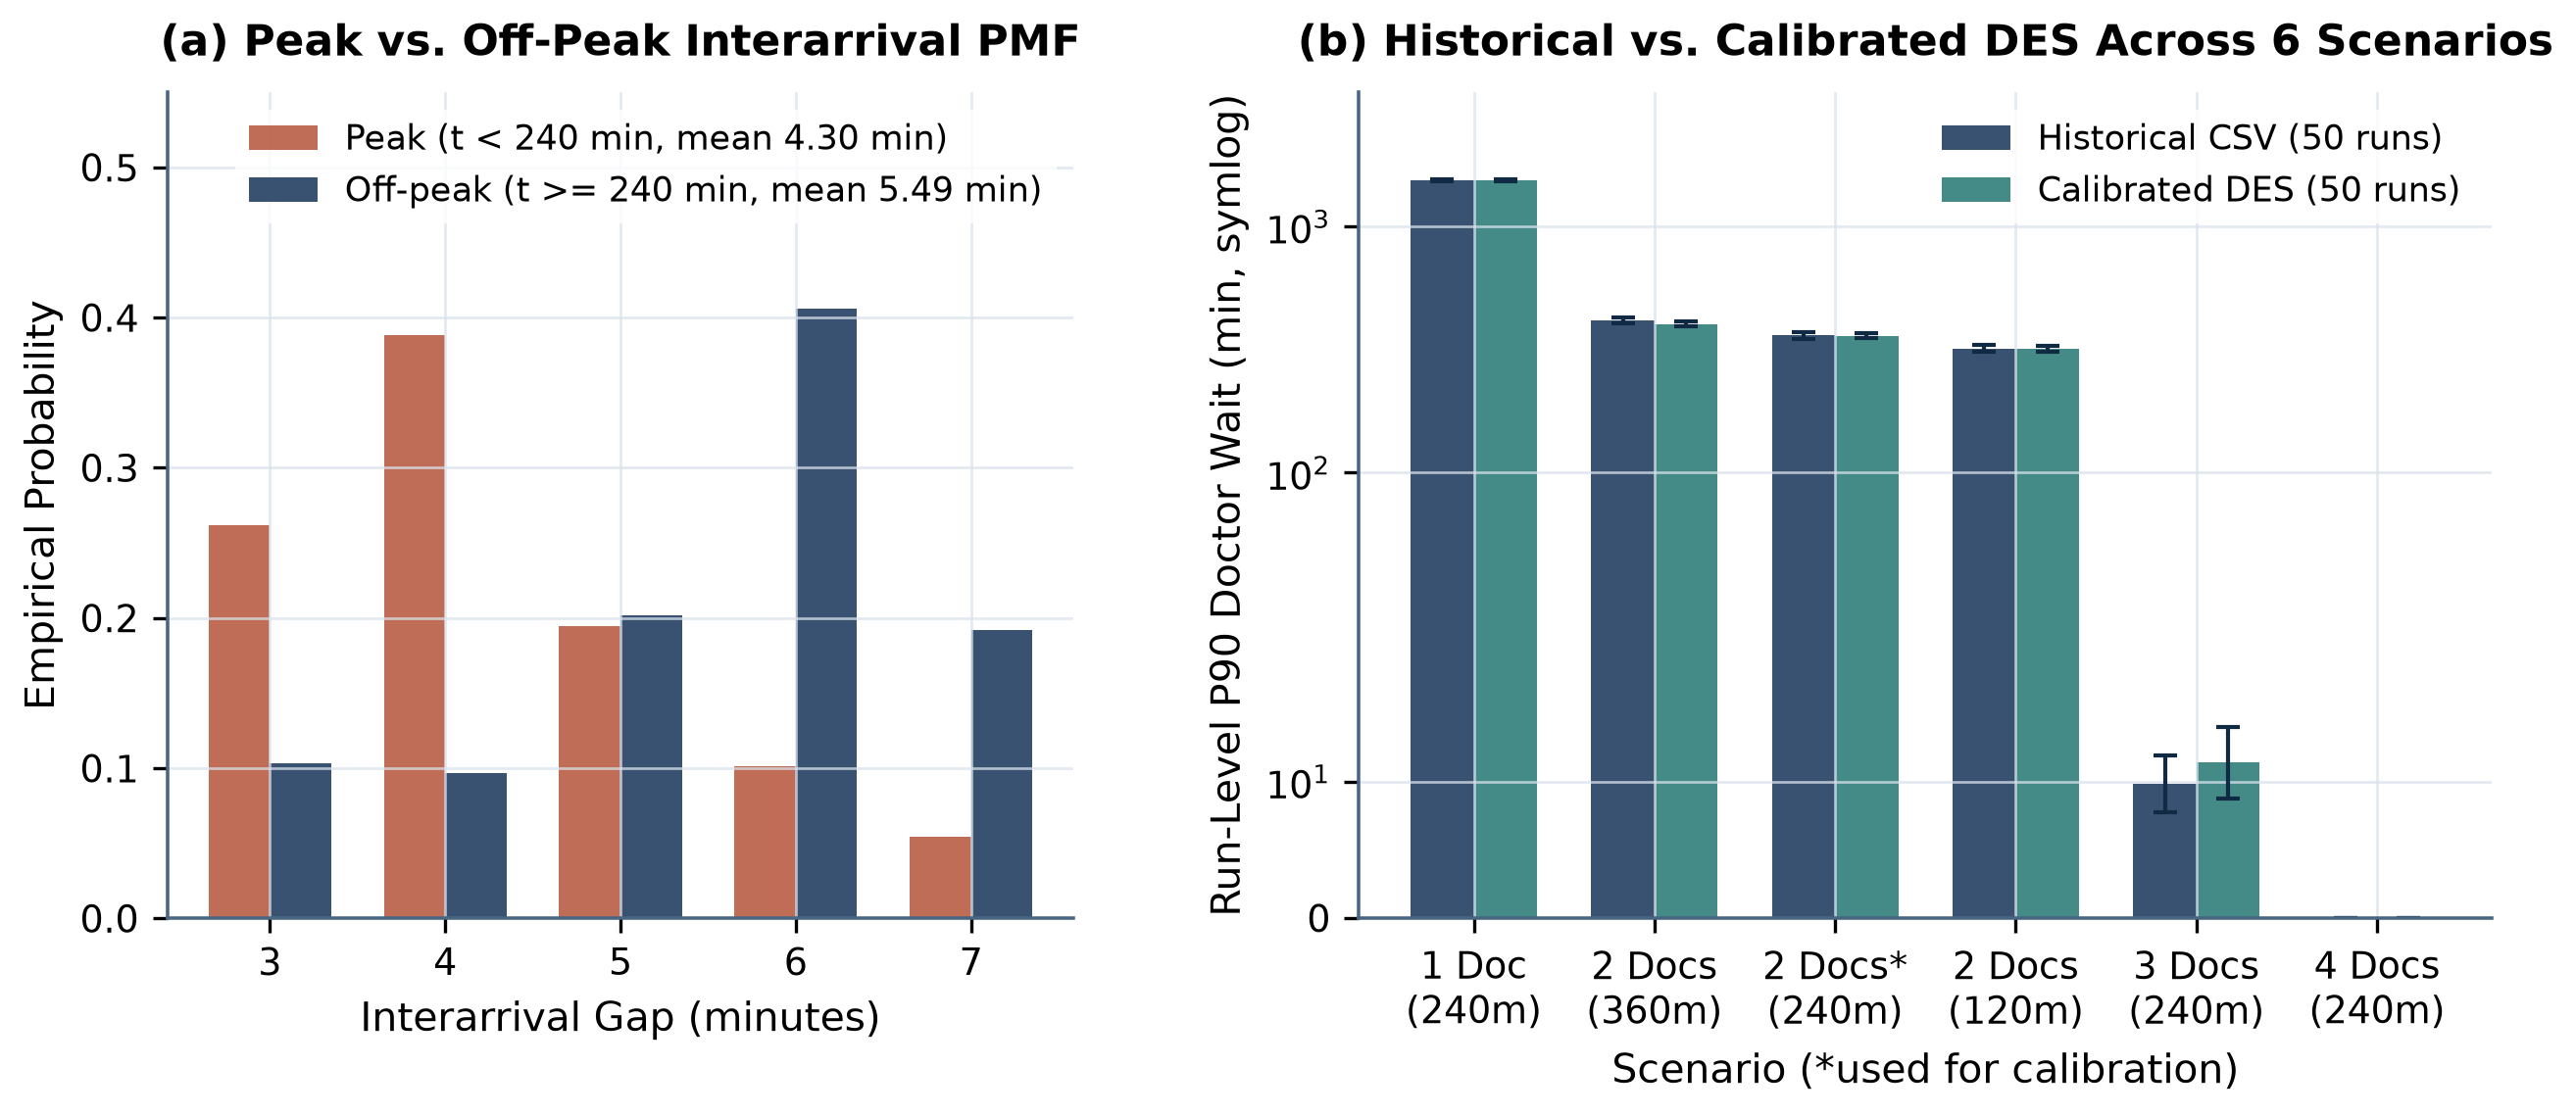 (a) Peak vs. Off-Peak Interarrival PMF
Peak (t < 240 min, mean 4.30 min)
Off-peak (t >= 240 min, mean 5.49 min)
Empirical Probability
0.5
0.4
0.3
0.2
0.1
0.0
3 4 5 6 7
Interarrival Gap (minutes)
(b) Historical vs. Calibrated DES Across 6 Scenarios
Historical CSV (50 runs)
Calibrated DES (50 runs)
Run-Level P90 Doctor Wait (min, symlog)
10³
10²
10¹
0
1 Doc 2 Docs 2 Docs* 2 Docs 3 Docs 4 Docs
(240m) (360m) (240m) (120m) (240m) (240m)
Scenario (*used for calibration)